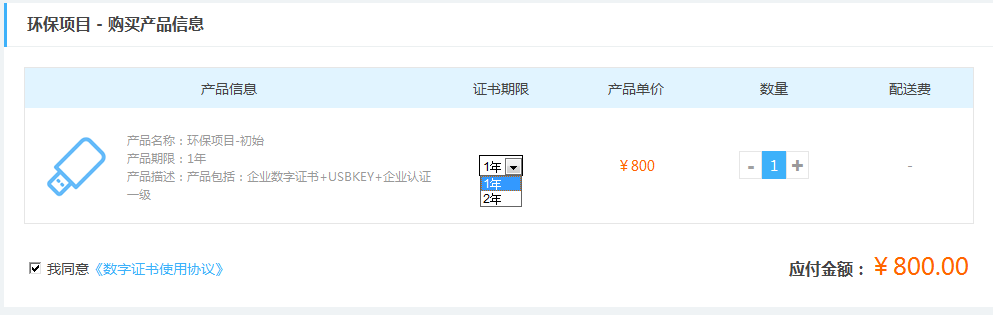 环保项目 - 购买产品信息
产品信息 证书期限 产品单价 数量 配送费
产品名称：环保项目-初始
产品期限：1年
产品描述：产品包括：企业数字证书+USBKEY+企业认证
一级
1年
1年
2年
￥800
- 1 +
-
我同意《数字证书使用协议》
应付金额：￥800.00